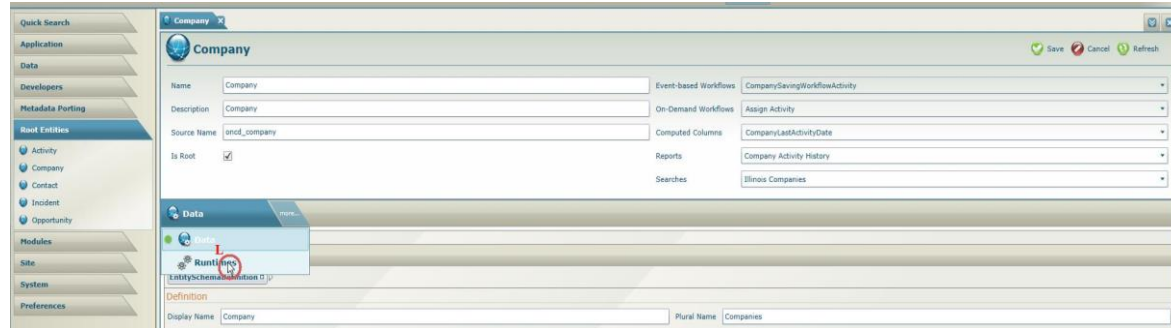 Quick Search
Application
Data
Developers
Metadata Porting
Root Entities
Activity
Company
Contact
Incident
Opportunity
Modules
Site
System
Preferences
Company
Company
Save Cancel Refresh
Name Company Event-based Workflows CompanySavingWorkflowActivity
Description Company On-Demand Workflows Assign Activity
Source Name oncd_company Computed Columns CompanyLastActivityDate
Is Root Reports Company Activity History
Searches Illinois Companies
Data more...
Data
L
Runtimes
EntitySchemaDefinition
Definition
Display Name Company Plural Name Companies